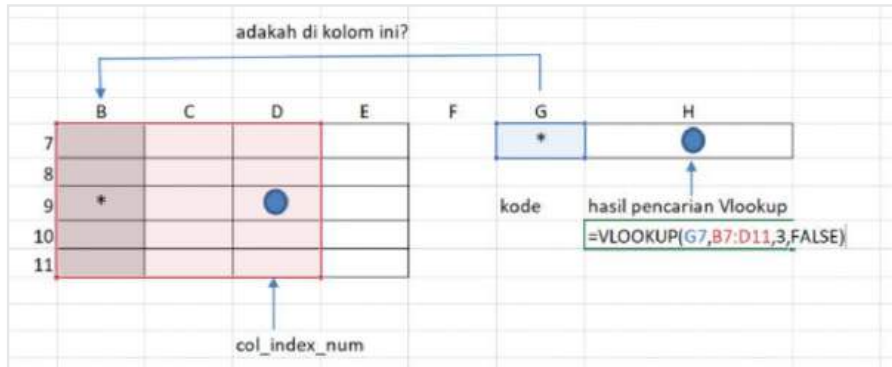 adakah di kolom ini?
B C D E F G H
7 *
8
9 * kode hasil pencarian Vlookup
10 =VLOOKUP(G7,B7:D11,3,FALSE)
11
col_index_num